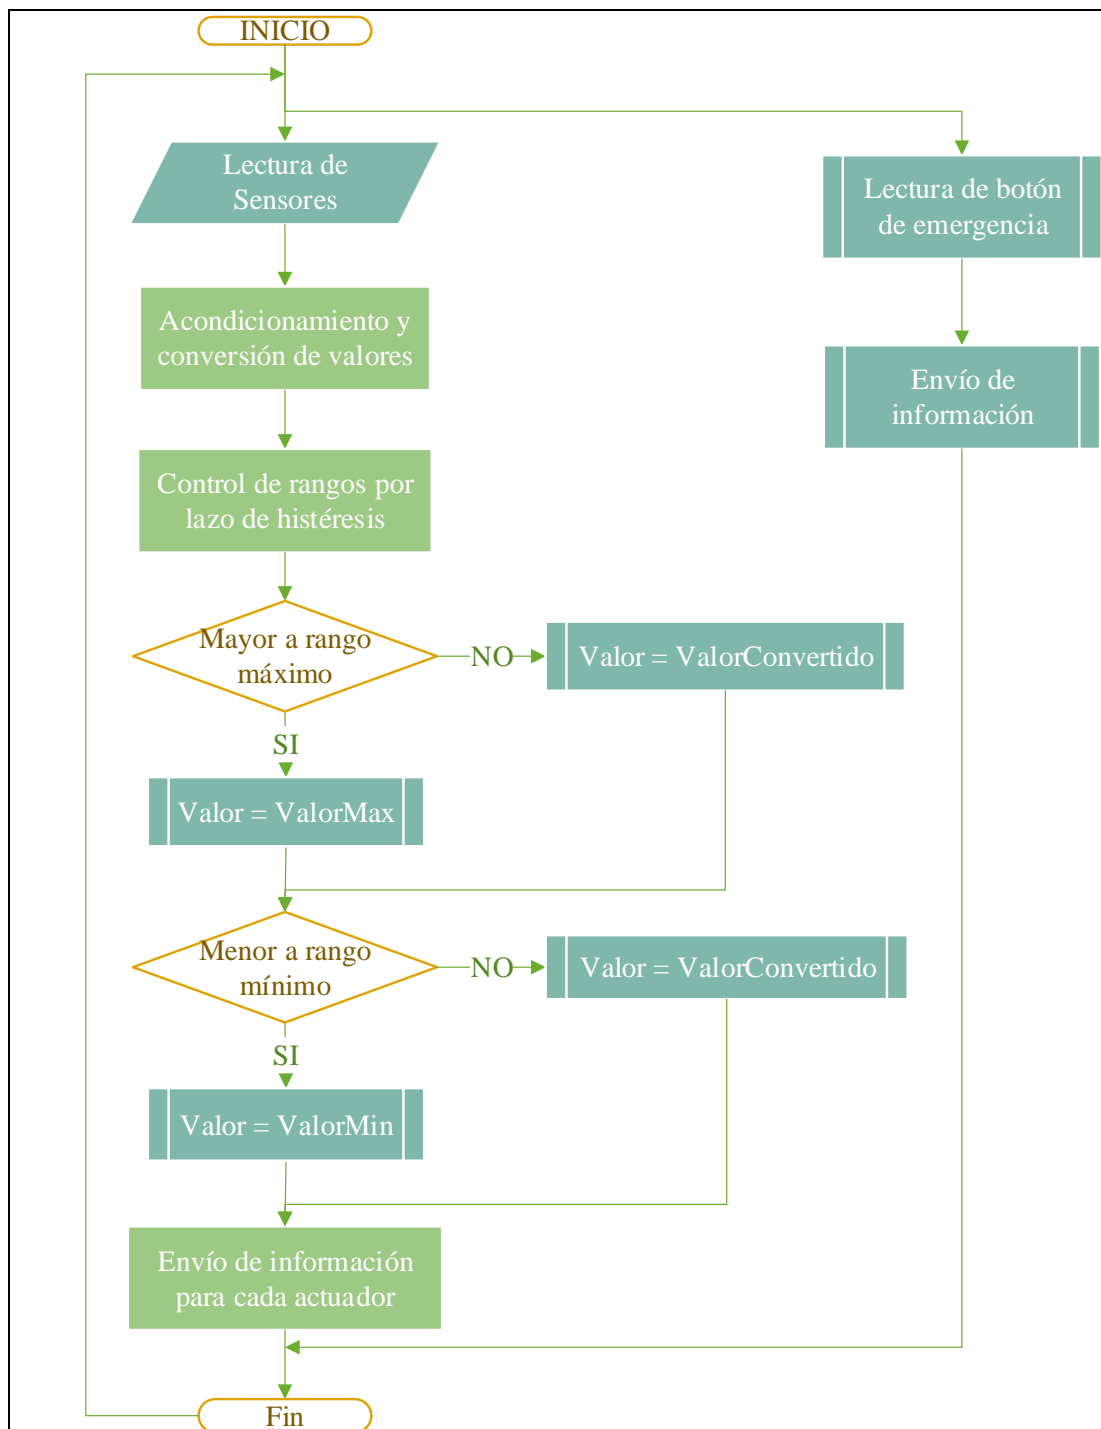 INICIO
Lectura de
Sensores
Lectura de botón
de emergencia
Acondicionamiento y
conversión de valores
Envío de
información
Control de rangos por
lazo de histéresis
Mayor a rango
máximo
NO
Valor = ValorConvertido
SI
Valor = ValorMax
Menor a rango
mínimo
NO
Valor = ValorConvertido
SI
Valor = ValorMin
Envío de información
para cada actuador
Fin